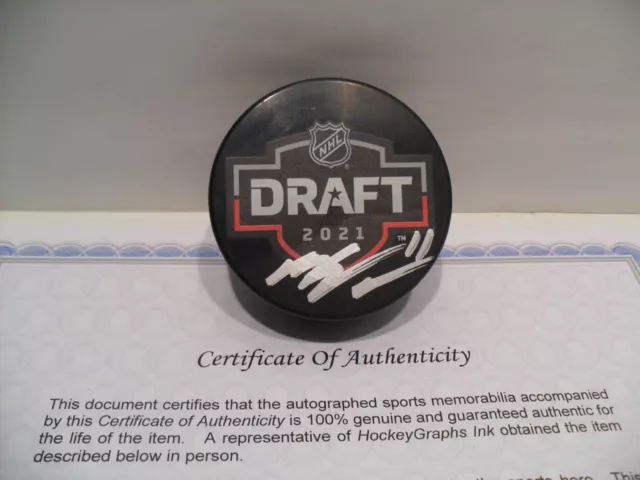 NHL
DRAFT
2021
TM
11
Certificate Of Authenticity
This document certifies that the autographed sports memorabilia accompanied
by this Certificate of Authenticity is 100% genuine and guaranteed authentic for
the life of the item. A representative of HockeyGraphs Ink obtained the item
described below in person.